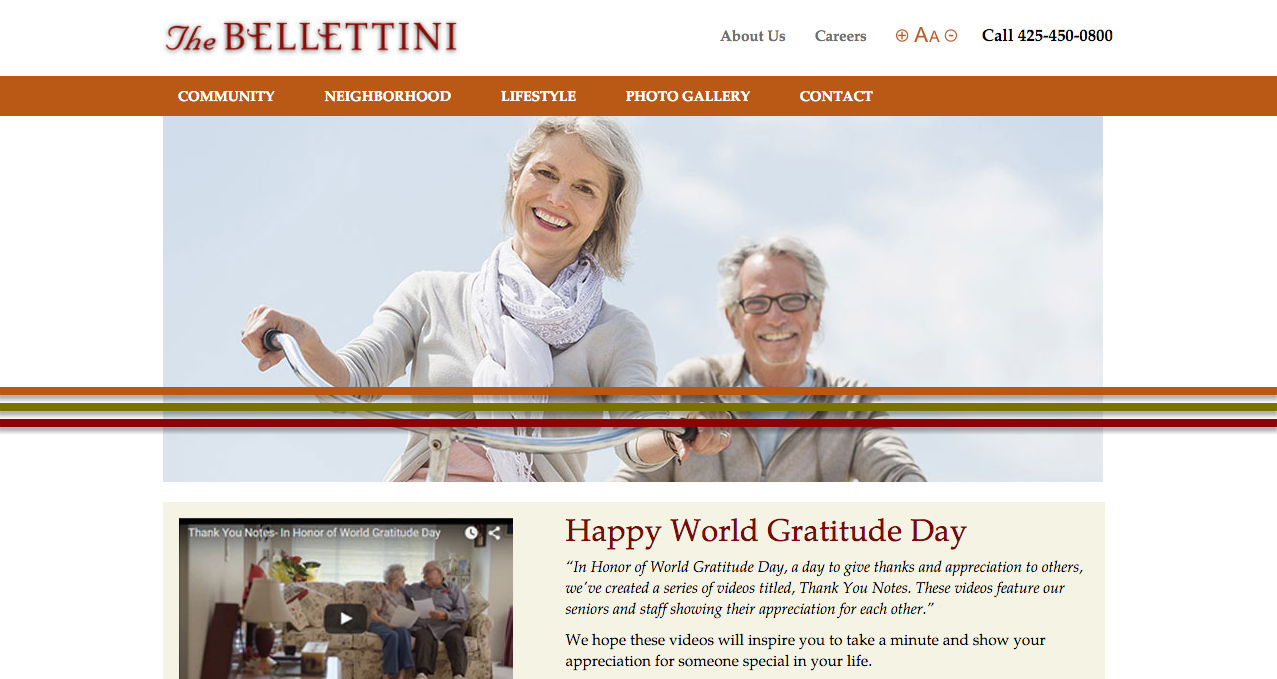 The BELLETTINI
About Us Careers AA Call 425-450-0800
COMMUNITY NEIGHBORHOOD LIFESTYLE PHOTO GALLERY CONTACT
Thank You Notes- In Honor of World Gratitude Day
Happy World Gratitude Day
“In Honor of World Gratitude Day, a day to give thanks and appreciation to others,
we've created a series of videos titled, Thank You Notes. These videos feature our
seniors and staff showing their appreciation for each other.”
We hope these videos will inspire you to take a minute and show your
appreciation for someone special in your life.